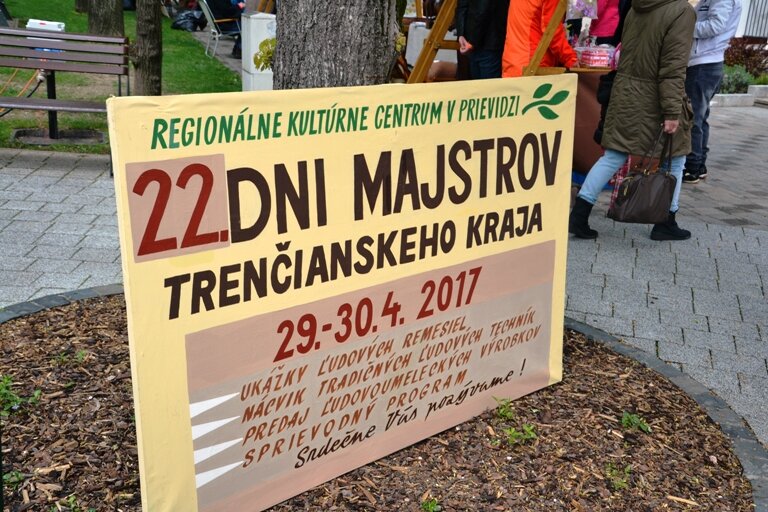 REGIONÁLNE KULTÚRNE CENTRUM V PRIEVIDZI
22. DNI MAJSTROV
TRENČIANSKEHO KRAJA
29.-30.4. 2017
UKÁŽKY ĽUDOVÝCH REMESIEL
NÁCVIK TRADIČNÝCH ĽUDOVÝCH TECHNÍK
PREDAJ ĽUDOVOUMELECKÝCH VÝROBKOV
SPRIEVODNÝ PROGRAM
Srdečne Vás pozývame!